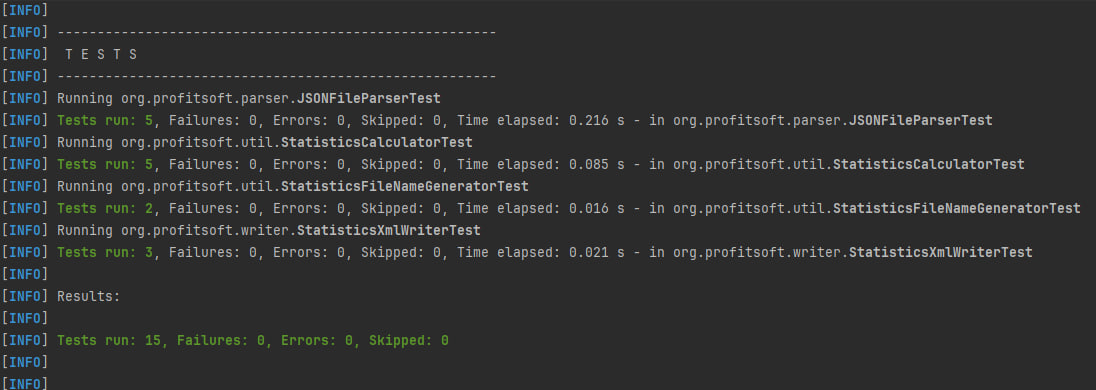 [INFO]
[INFO] -------------------------------------------------------
[INFO]  T E S T S
[INFO] -------------------------------------------------------
[INFO] Running org.profitsoft.parser.JSONFileParserTest
[INFO] Tests run: 5, Failures: 0, Errors: 0, Skipped: 0, Time elapsed: 0.216 s - in org.profitsoft.parser.JSONFileParserTest
[INFO] Running org.profitsoft.util.StatisticsCalculatorTest
[INFO] Tests run: 5, Failures: 0, Errors: 0, Skipped: 0, Time elapsed: 0.085 s - in org.profitsoft.util.StatisticsCalculatorTest
[INFO] Running org.profitsoft.util.StatisticsFileNameGeneratorTest
[INFO] Tests run: 2, Failures: 0, Errors: 0, Skipped: 0, Time elapsed: 0.016 s - in org.profitsoft.util.StatisticsFileNameGeneratorTest
[INFO] Running org.profitsoft.writer.StatisticsXmlWriterTest
[INFO] Tests run: 3, Failures: 0, Errors: 0, Skipped: 0, Time elapsed: 0.021 s - in org.profitsoft.writer.StatisticsXmlWriterTest
[INFO]
[INFO] Results:
[INFO]
[INFO] Tests run: 15, Failures: 0, Errors: 0, Skipped: 0
[INFO]
[INFO]